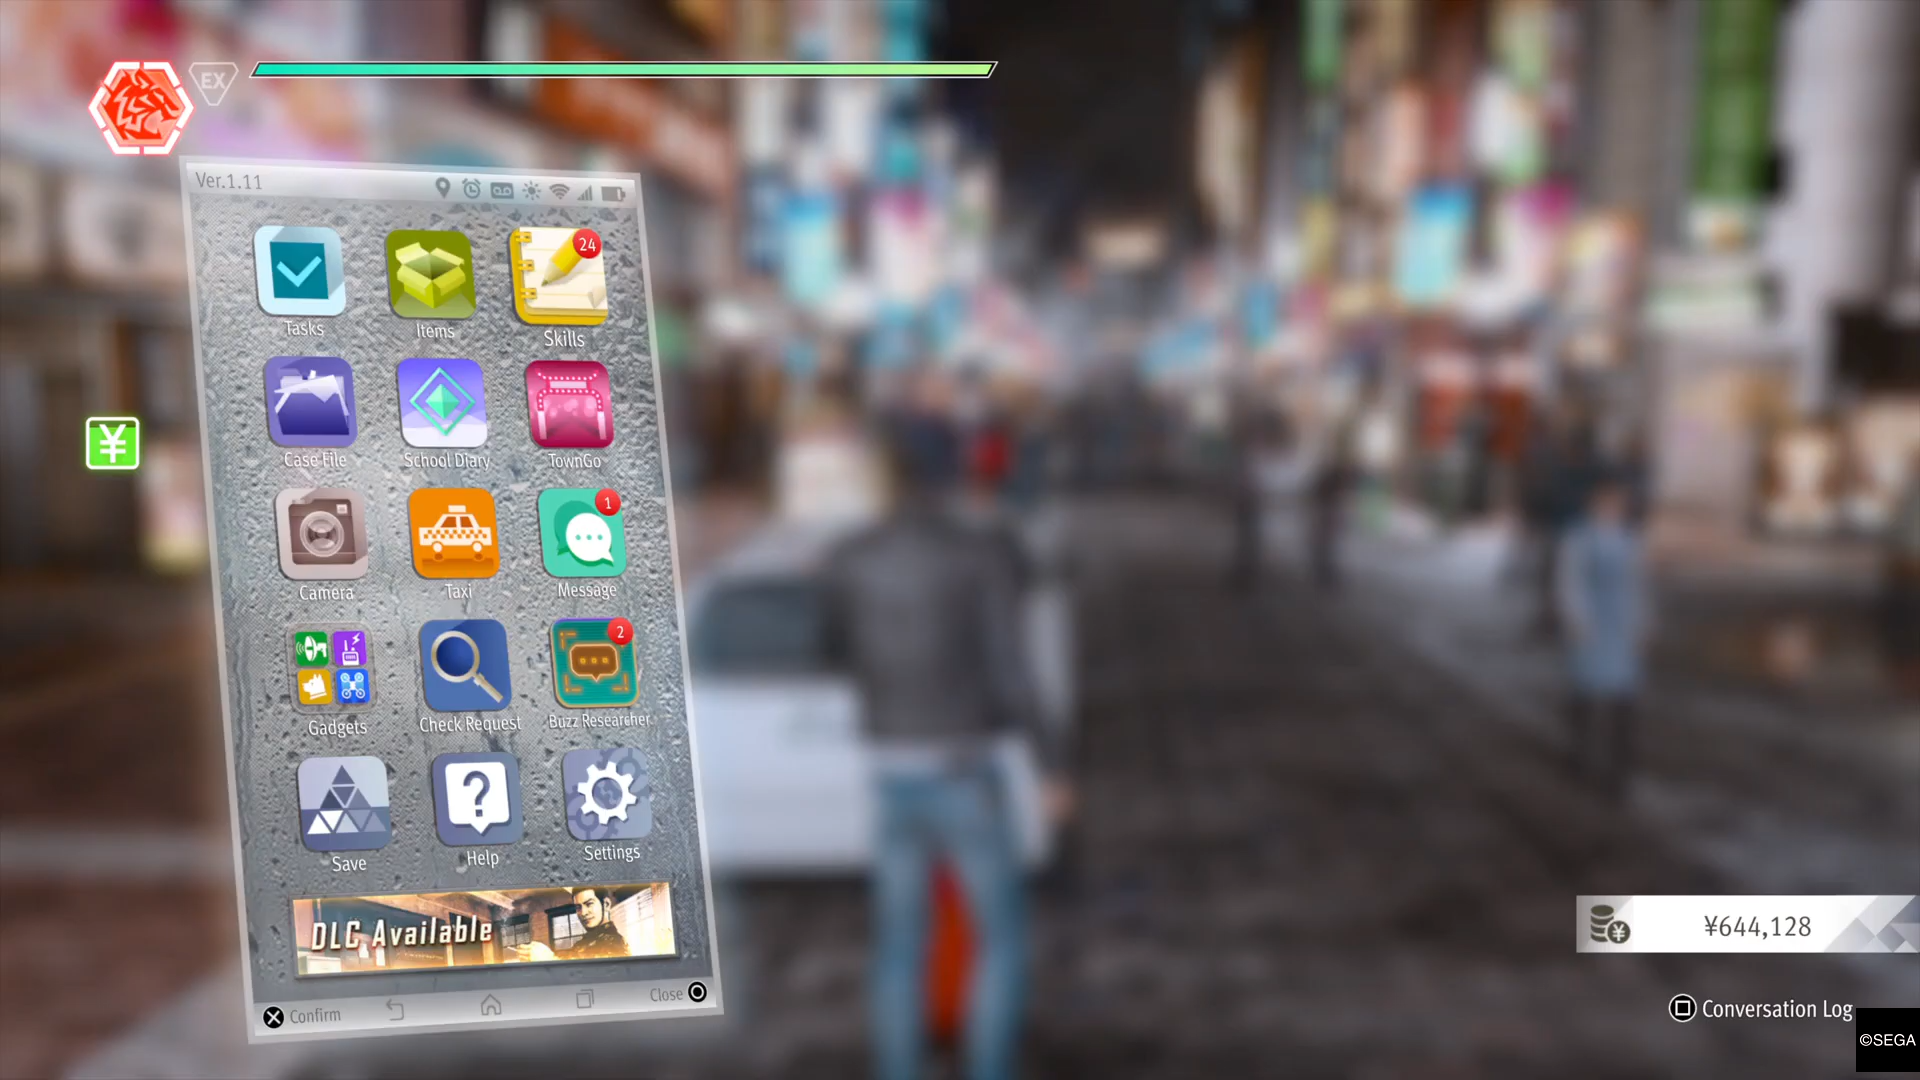 EX
Ver.1.11
24
Tasks
Items
Skills
Case File
School Diary
TownGo
1
Camera
Taxi
Message
2
Gadgets
Check Request
Buzz Researcher
Save
Help
Settings
DLC Available
Confirm
Close
¥
¥644,128
Conversation Log
©SEGA